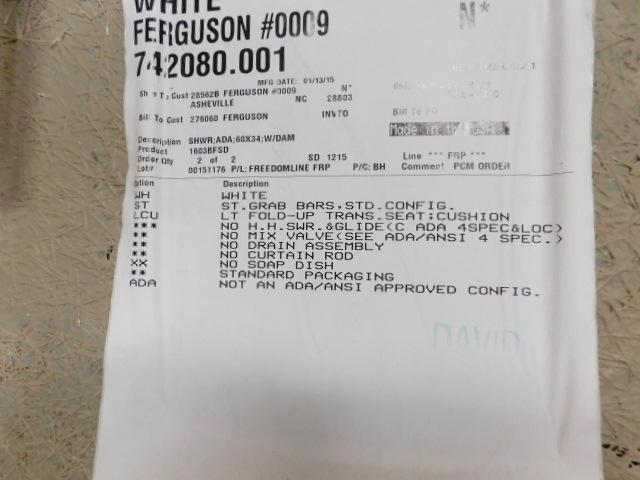 WHITE
FERGUSON #0009 N*
742080.001
MFG DATE: 01/13/15
Ship To Cust 28562B FERGUSON #0009 N*
ASHEVILLE NC 28803
Bill To Cust 276060 FERGUSON INVTO Bill To PO
Made in the USA
Description SHWR;ADA;60X34;W/DAM
Product 1603BFSD
Order Qty 2 of 2 SD 1215 Line *** FRP ***
Lot# 00151176 P/L: FREEDOMLINE FRP P/C: BH Comment PCM ORDER
Option Description
WH WHITE
ST ST.GRAB BARS,STD.CONFIG.
LCU LT FOLD-UP TRANS.SEAT;CUSHION
*** NO H.H.SWR.&GLIDE(C ADA 4SPEC&LOC)
** NO MIX VALVE(SEE ADA/ANSI 4 SPEC.)
** NO DRAIN ASSEMBLY
** NO CURTAIN ROD
XX NO SOAP DISH
** STANDARD PACKAGING
ADA NOT AN ADA/ANSI APPROVED CONFIG.
DAVID